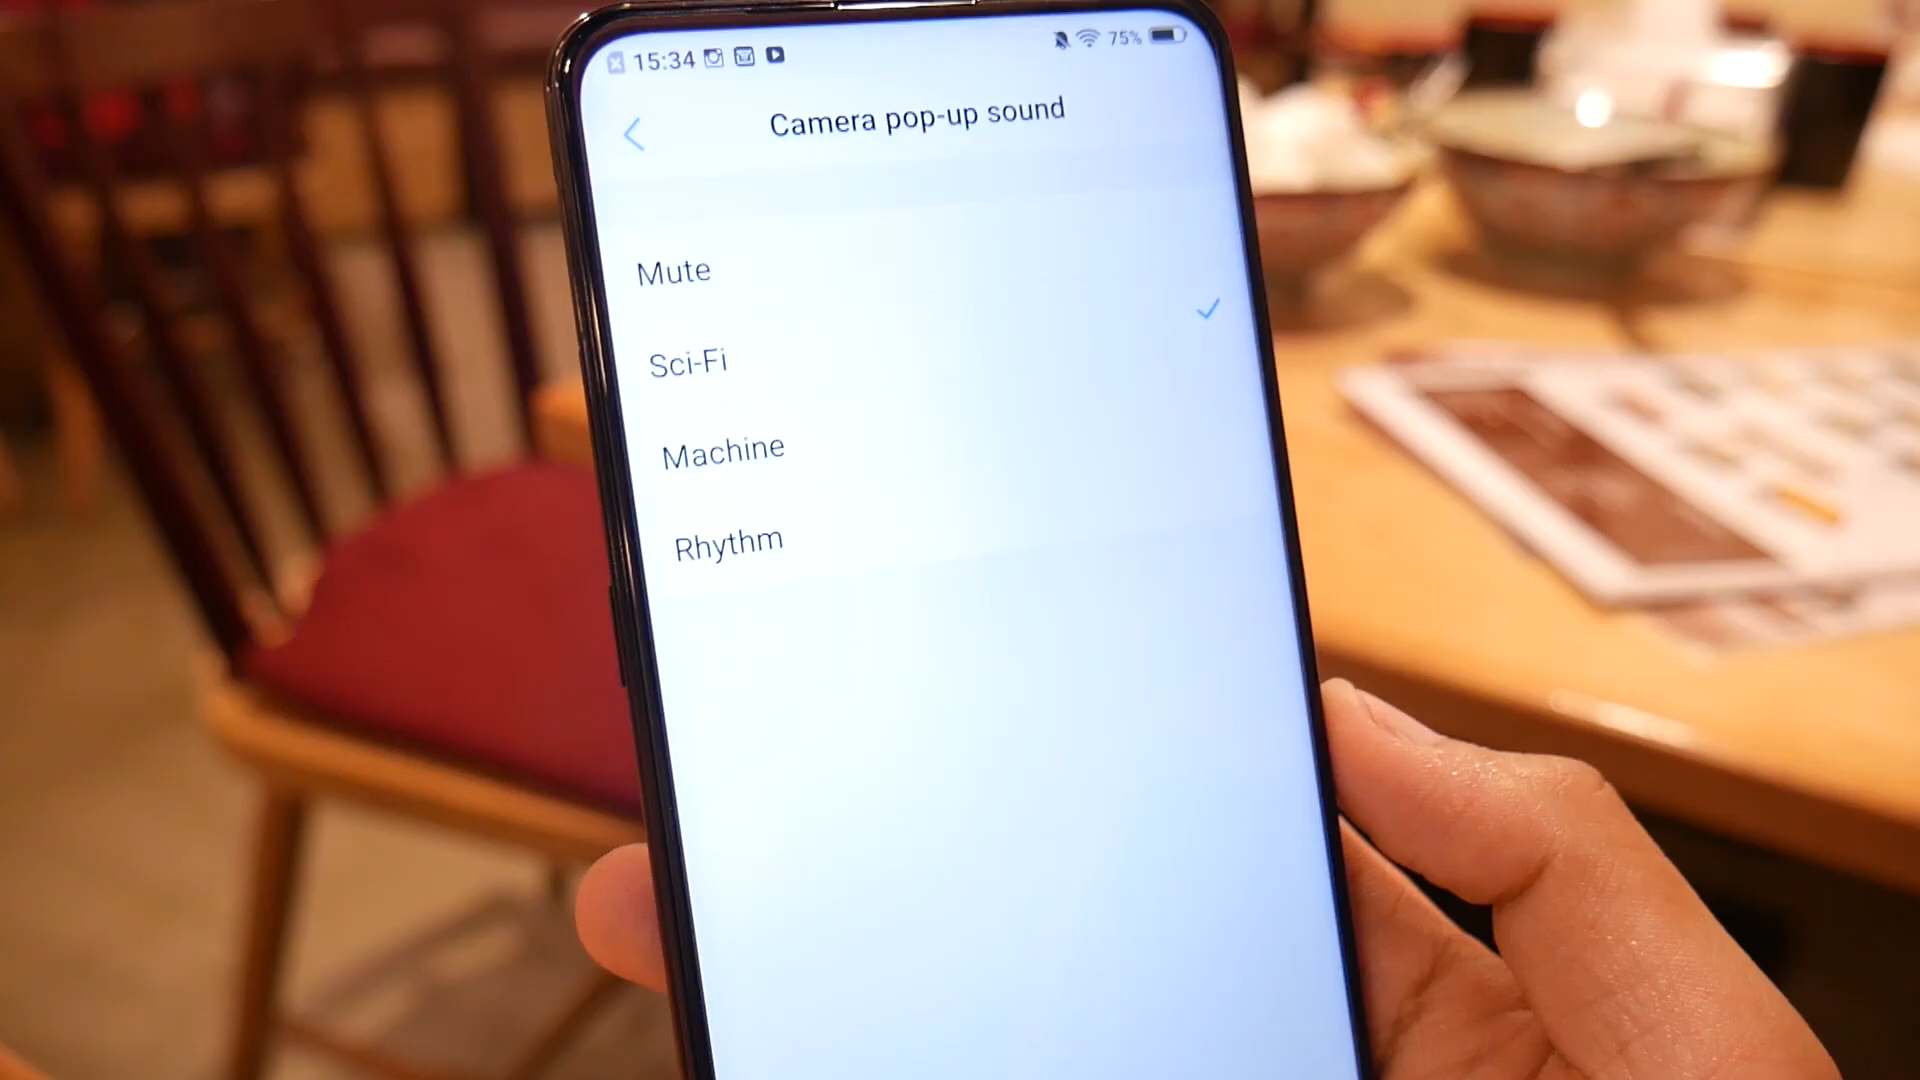 15:34
75%
Camera pop-up sound
Mute
Sci-Fi
Machine
Rhythm